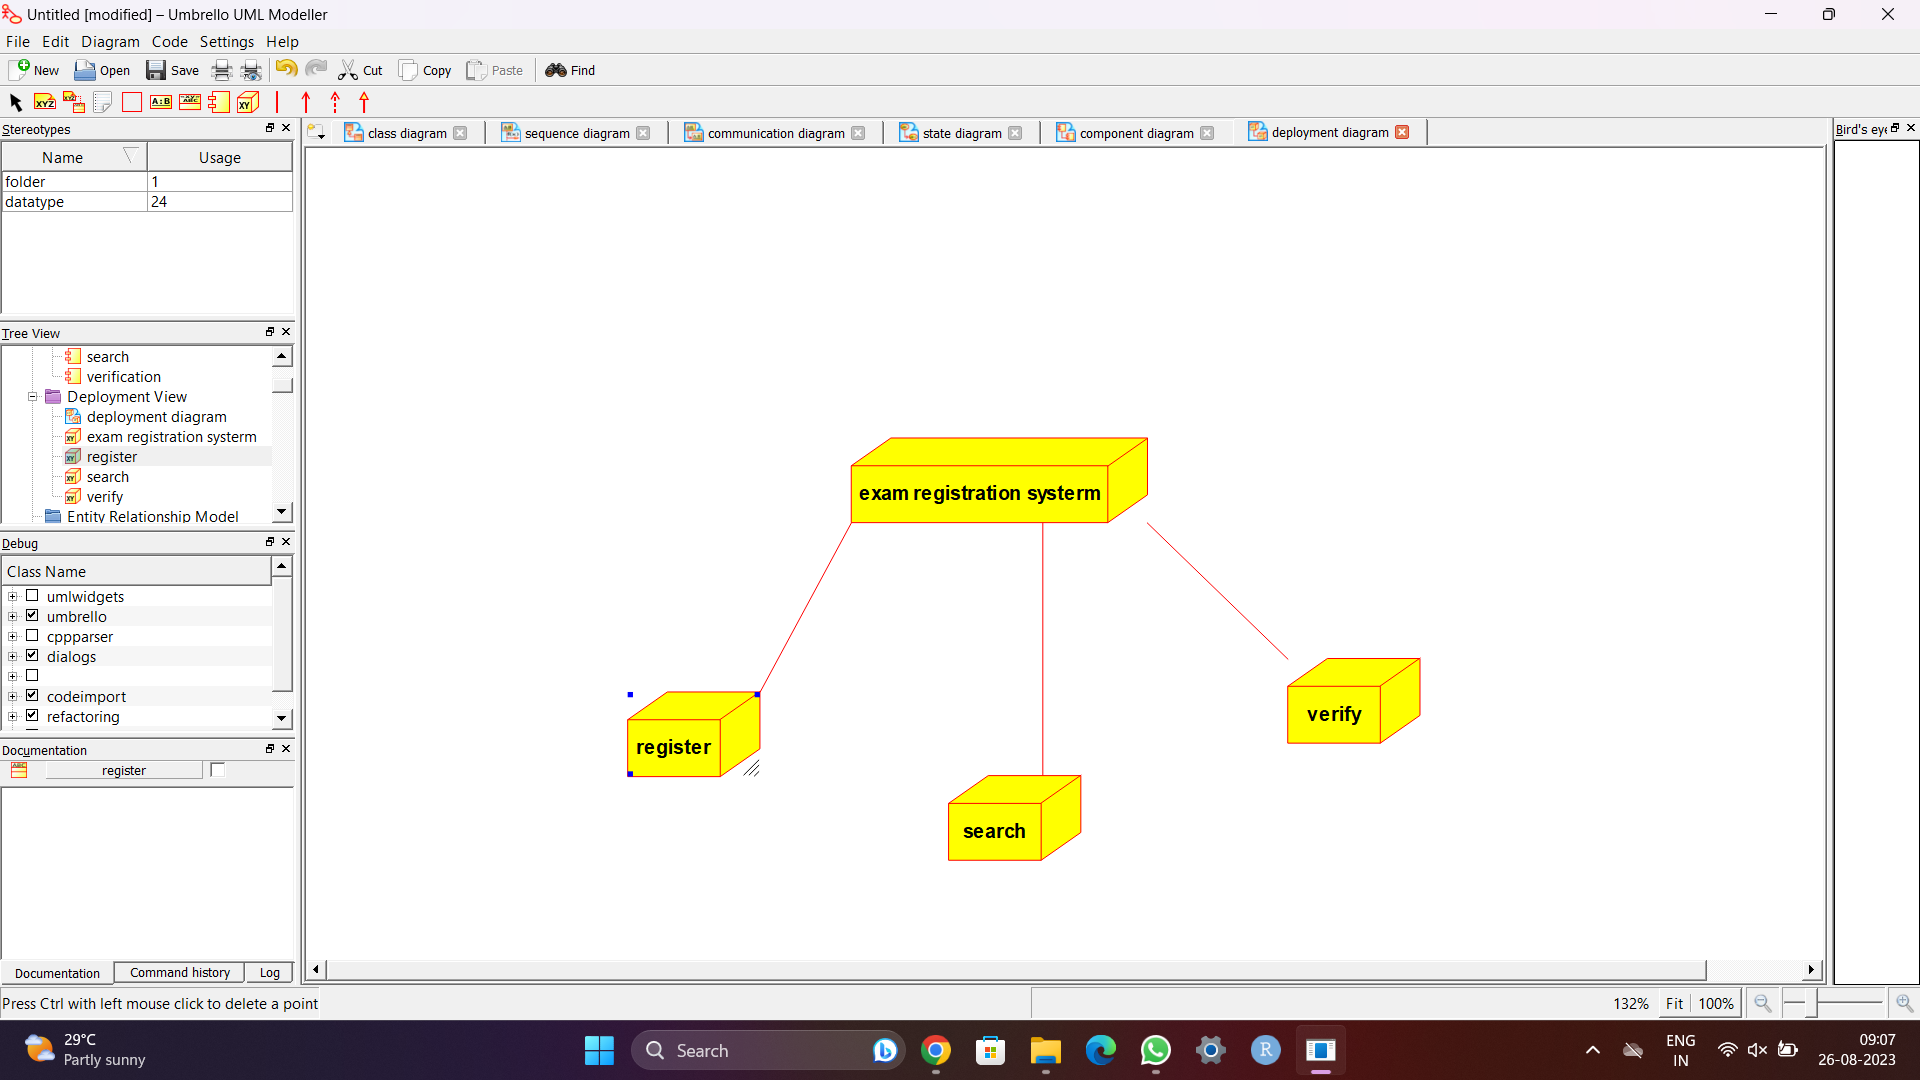 Untitled [modified] – Umbrello UML Modeller
File Edit Diagram Code Settings Help
New Open Save Cut Copy Paste Find
XYZ A:B ABC XY
Stereotypes
Name Usage
folder 1
datatype 24
class diagram sequence diagram communication diagram state diagram component diagram deployment diagram
Bird's eye
Tree View
search
verification
Deployment View
deployment diagram
exam registration systerm
register
search
verify
Entity Relationship Model
Debug
Class Name
umlwidgets
umbrello
cppparser
dialogs
codeimport
refactoring
Documentation
register
Documentation Command history Log
exam registration systerm
register
search
verify
Press Ctrl with left mouse click to delete a point
132% Fit 100%
29°C
Partly sunny
Search
R
ENG
IN
09:07
26-08-2023